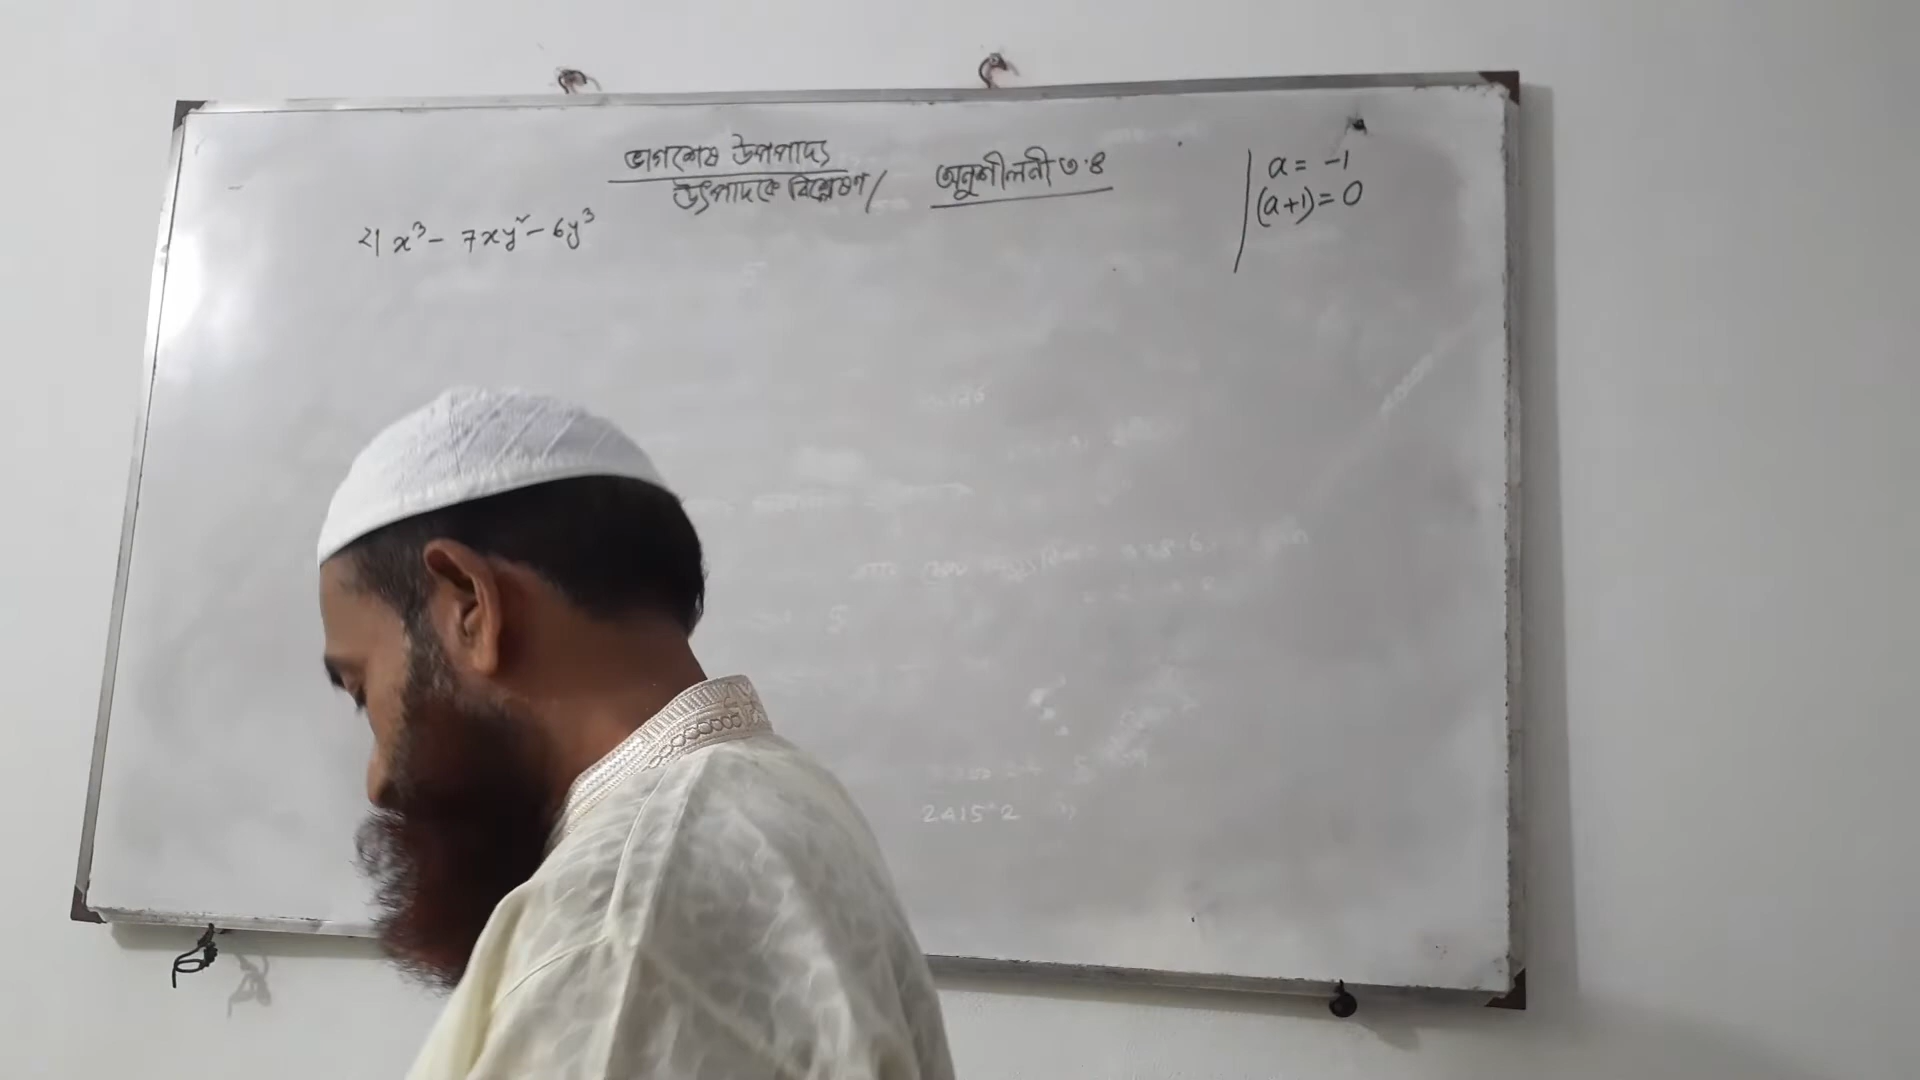 ভাগশেষ উপপাদ্য
উৎপাদকে বিশ্লেষণ/ অনুশীলনী ৩.৪
২। x³ - 7xy² - 6y³
a = -1
(a+1) = 0